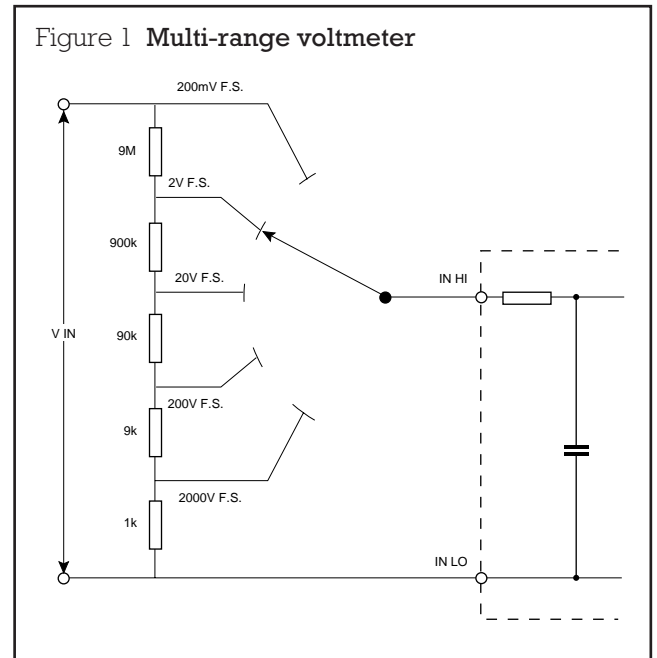 Figure 1 Multi-range voltmeter
200mV F.S.
9M
2V F.S.
900k
IN HI
20V F.S.
V IN
90k
200V F.S.
9k
2000V F.S.
1k
IN LO